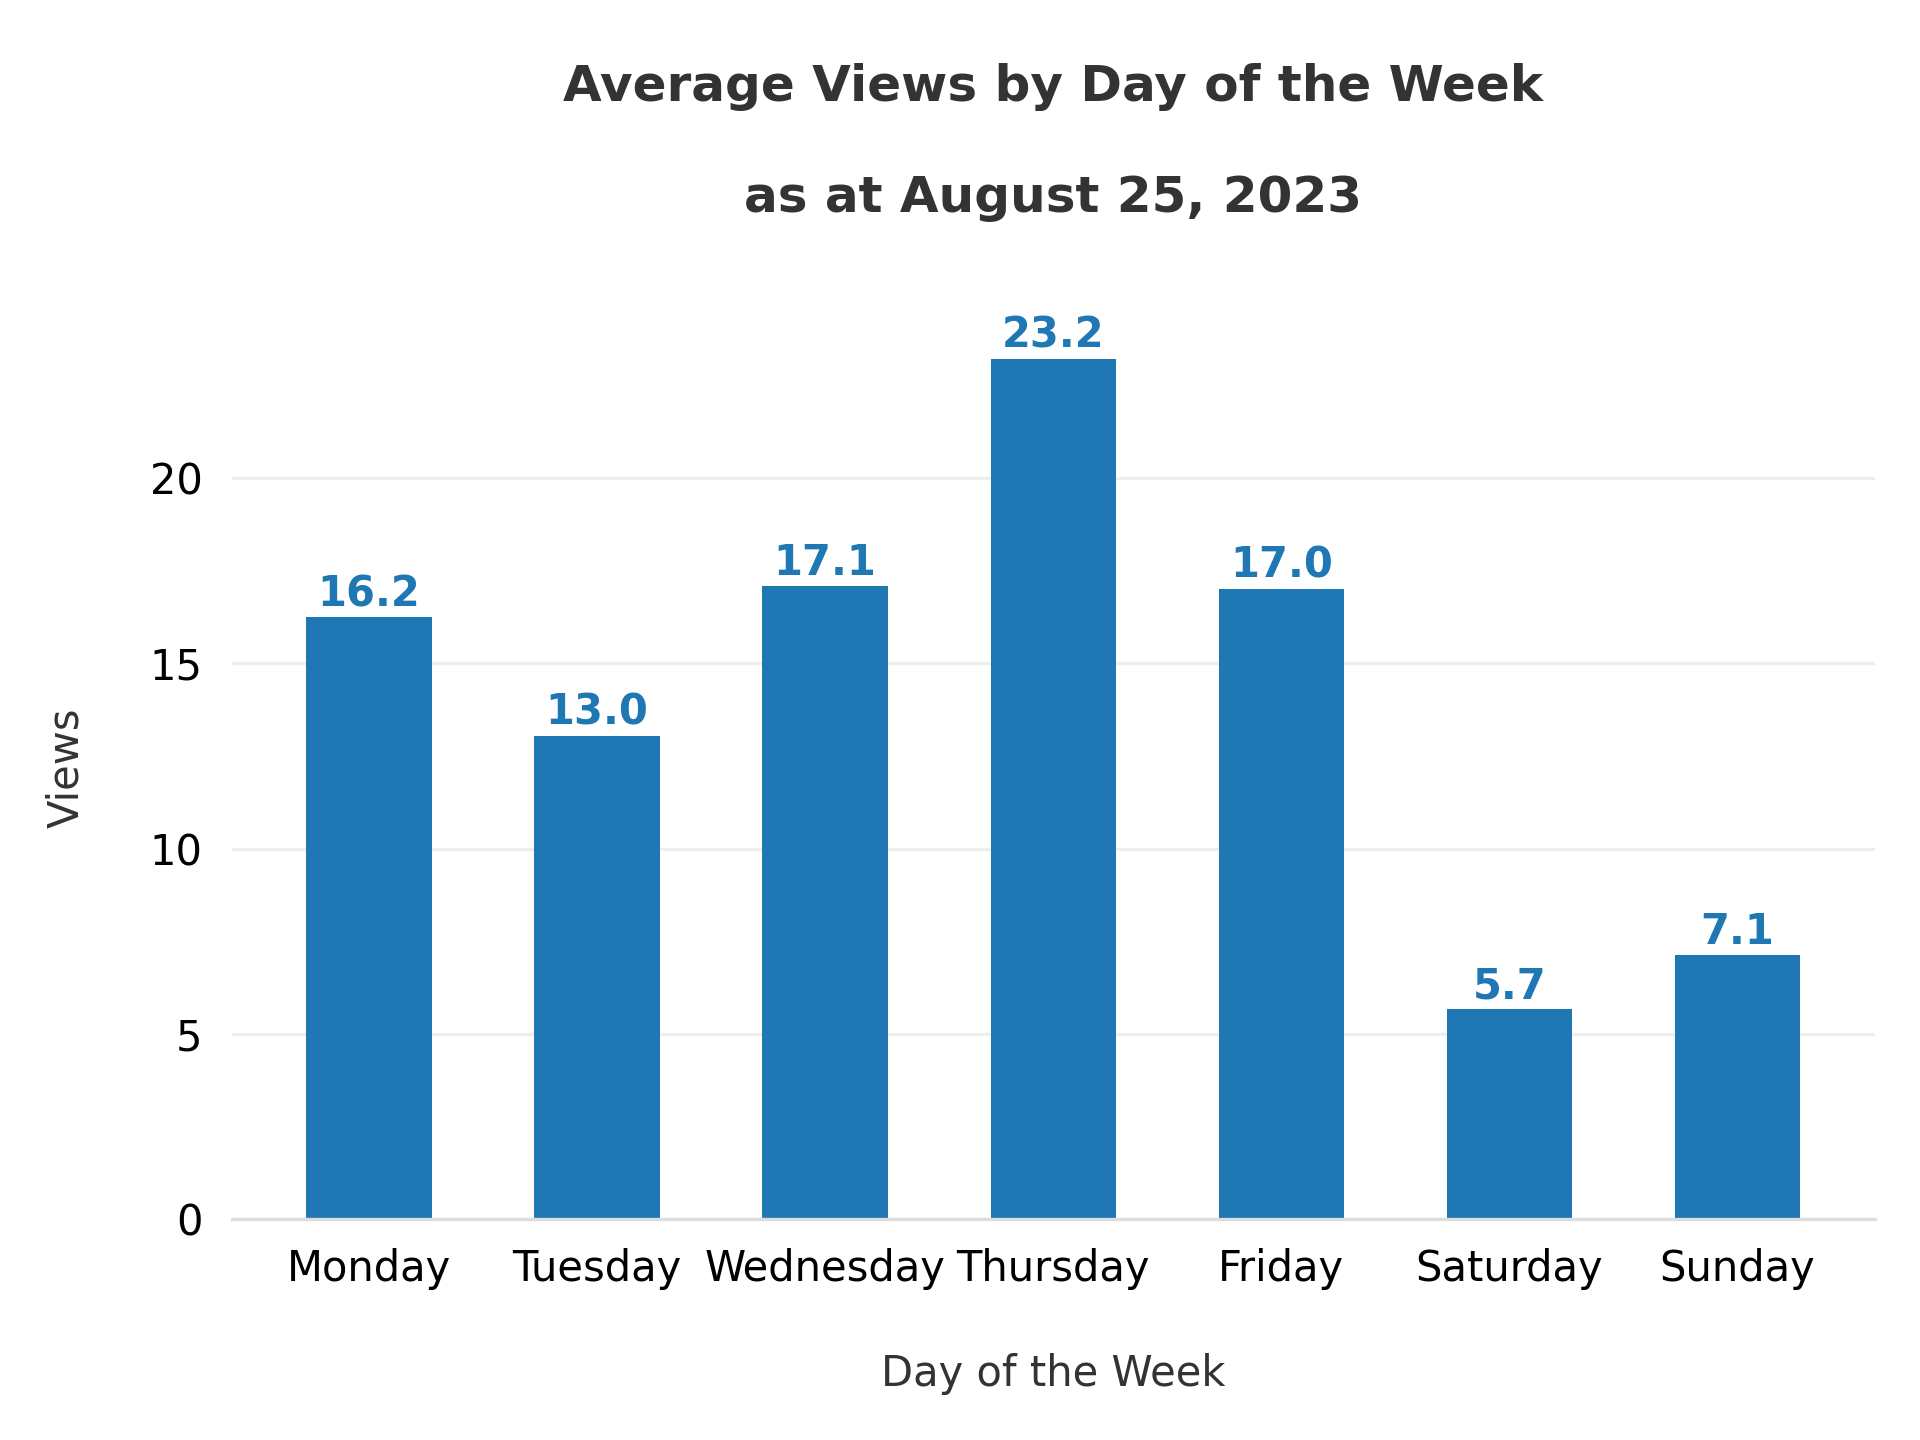 Average Views by Day of the Week
as at August 25, 2023
23.2
20
17.1
17.0
16.2
15
13.0
Views
10
7.1
5.7
5
0
Monday Tuesday Wednesday Thursday Friday Saturday Sunday
Day of the Week